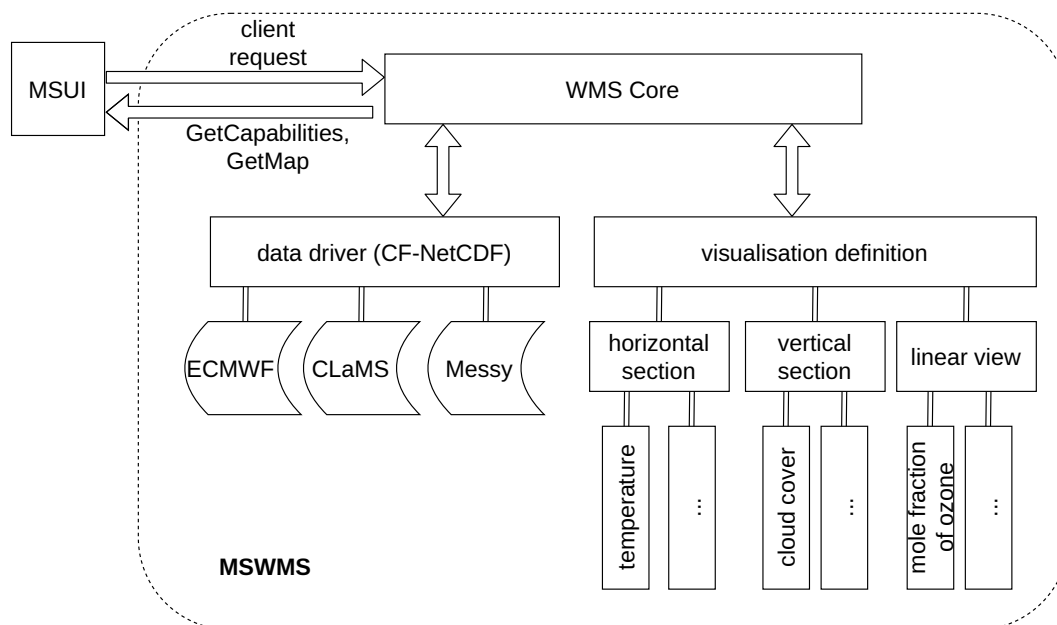 client
request
MSUI
WMS Core
GetCapabilities,
GetMap
data driver (CF-NetCDF)
visualisation definition
ECMWF
CLaMS
Messy
horizontal
section
vertical
section
linear view
temperature
...
cloud cover
...
mole fraction
of ozone
...
MSWMS